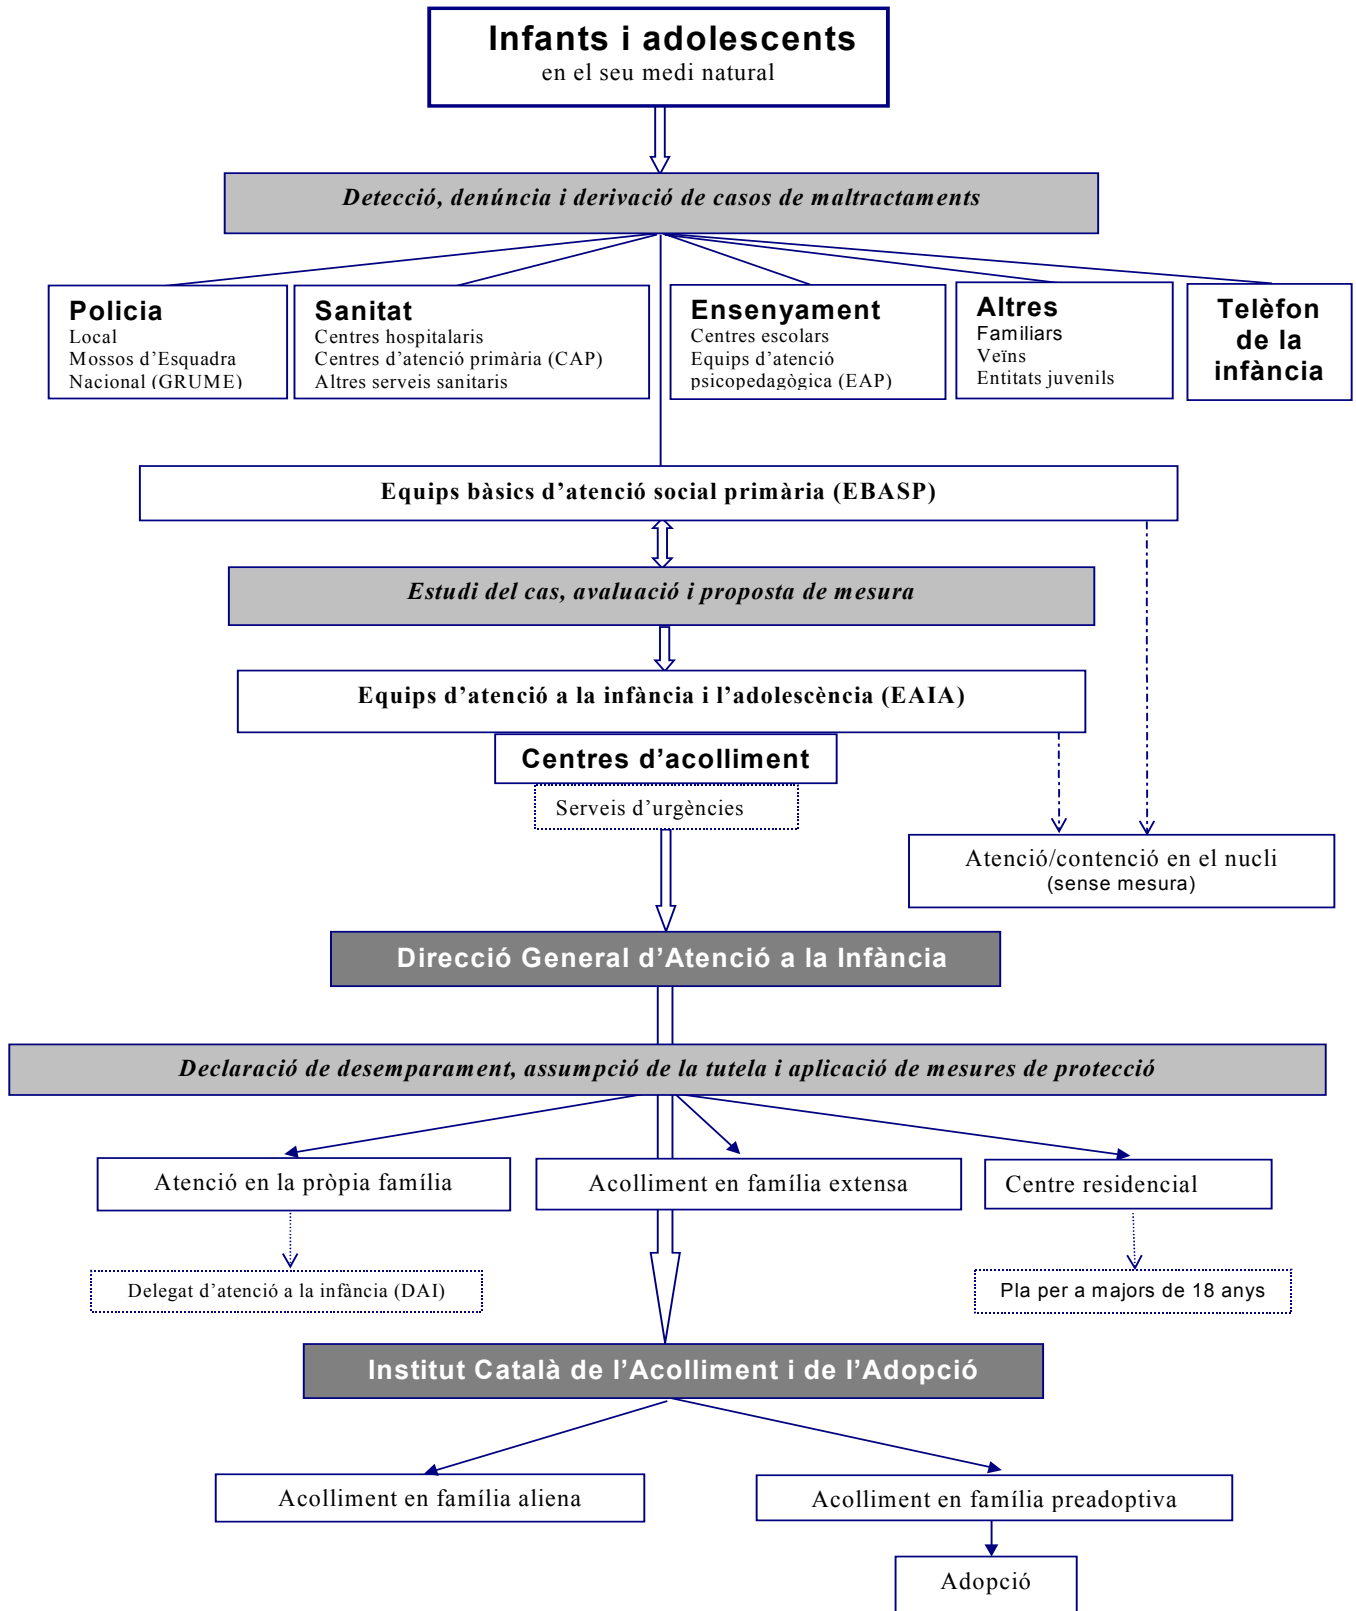 Infants i adolescents
en el seu medi natural
Detecció, denúncia i derivació de casos de maltractaments
Policia
Local
Mossos d’Esquadra
Nacional (GRUME)
Sanitat
Centres hospitalaris
Centres d’atenció primària (CAP)
Altres serveis sanitaris
Ensenyament
Centres escolars
Equips d’atenció
psicopedagògica (EAP)
Altres
Familiars
Veïns
Entitats juvenils
Telèfon
de la
infància
Equips bàsics d’atenció social primària (EBASP)
Estudi del cas, avaluació i proposta de mesura
Equips d’atenció a la infància i l’adolescència (EAIA)
Centres d’acolliment
Serveis d’urgències
Atenció/contenció en el nucli
(sense mesura)
Direcció General d’Atenció a la Infància
Declaració de desemparament, assumpció de la tutela i aplicació de mesures de protecció
Atenció en la pròpia família
Acolliment en família extensa
Centre residencial
Delegat d’atenció a la infància (DAI)
Pla per a majors de 18 anys
Institut Català de l’Acolliment i de l’Adopció
Acolliment en família aliena
Acolliment en família preadoptiva
Adopció